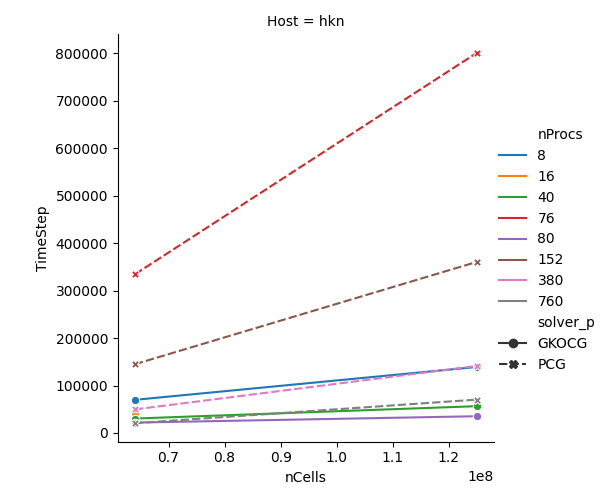 Host = hkn
800000
700000
600000
500000
400000
300000
200000
100000
0
TimeStep
0.7
0.8
0.9
1.0
1.1
1.2
1e8
nCells
nProcs
8
16
40
76
80
152
380
760
solver_p
GKOCG
PCG